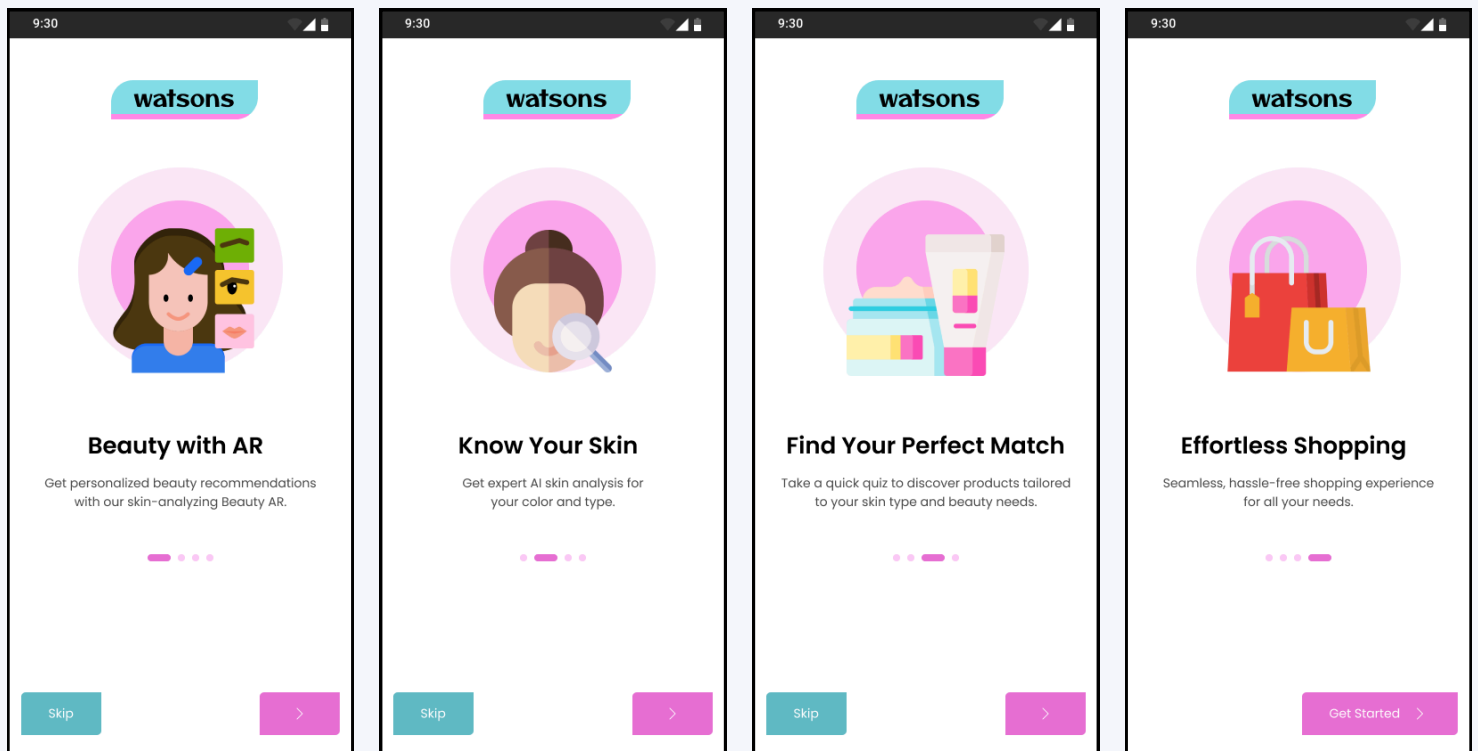 9:30
watsons
Beauty with AR
Get personalized beauty recommendations
with our skin-analyzing Beauty AR.
Skip
9:30
watsons
Know Your Skin
Get expert AI skin analysis for
your color and type.
Skip
9:30
watsons
Find Your Perfect Match
Take a quick quiz to discover products tailored
to your skin type and beauty needs.
Skip
9:30
watsons
Effortless Shopping
Seamless, hassle-free shopping experience
for all your needs.
Get Started